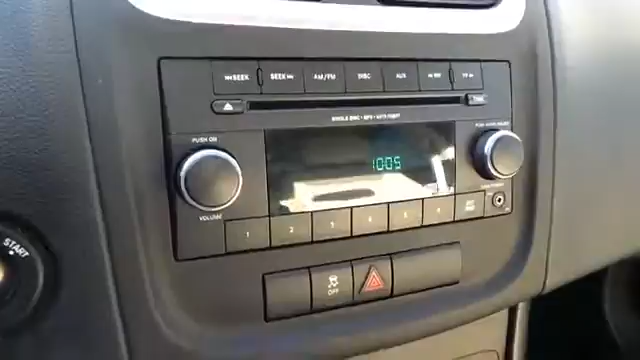 SEEK SEEK AM/FM DISC AUX
PUSH ON
10:05
VOLUME
1 2 3 4 5 6
START
OFF